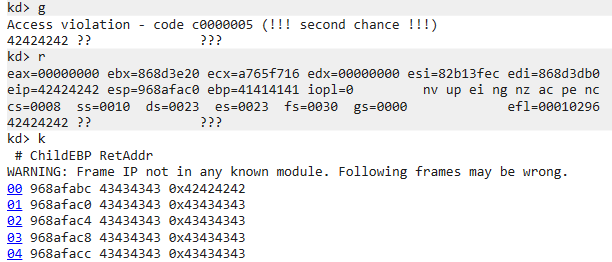 kd> g
Access violation - code c0000005 (!!! second chance !!!)
42424242 ??              ???
kd> r
eax=00000000 ebx=868d3e20 ecx=a765f716 edx=00000000 esi=82b13fec edi=868d3db0
eip=42424242 esp=968afac0 ebp=41414141 iopl=0         nv up ei ng nz ac pe nc
cs=0008  ss=0010  ds=0023  es=0023  fs=0030  gs=0000             efl=00010296
42424242 ??              ???
kd> k
 # ChildEBP RetAddr
WARNING: Frame IP not in any known module. Following frames may be wrong.
00 968afabc 43434343 0x42424242
01 968afac0 43434343 0x43434343
02 968afac4 43434343 0x43434343
03 968afac8 43434343 0x43434343
04 968afacc 43434343 0x43434343